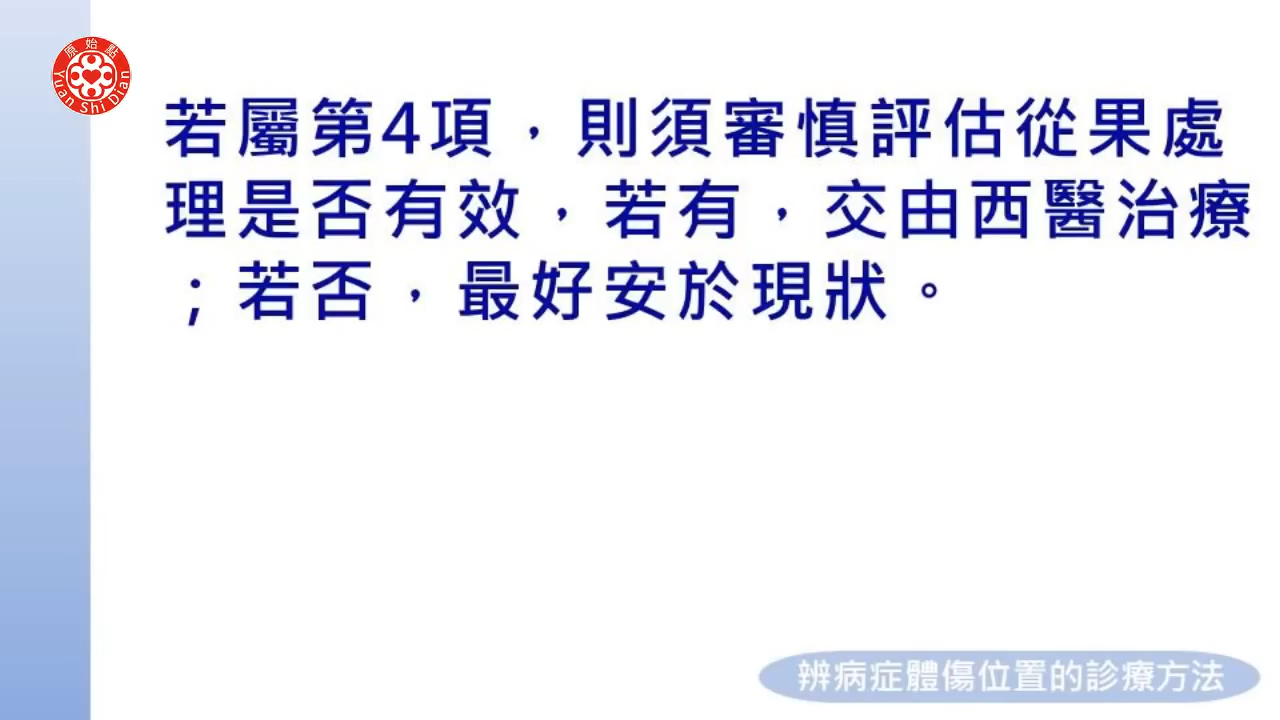 原始點
Yuan Shi Dian
若屬第4項，則須審慎評估從果處
理是否有效，若有，交由西醫治療
；若否，最好安於現狀。
辨病症體傷位置的診療方法